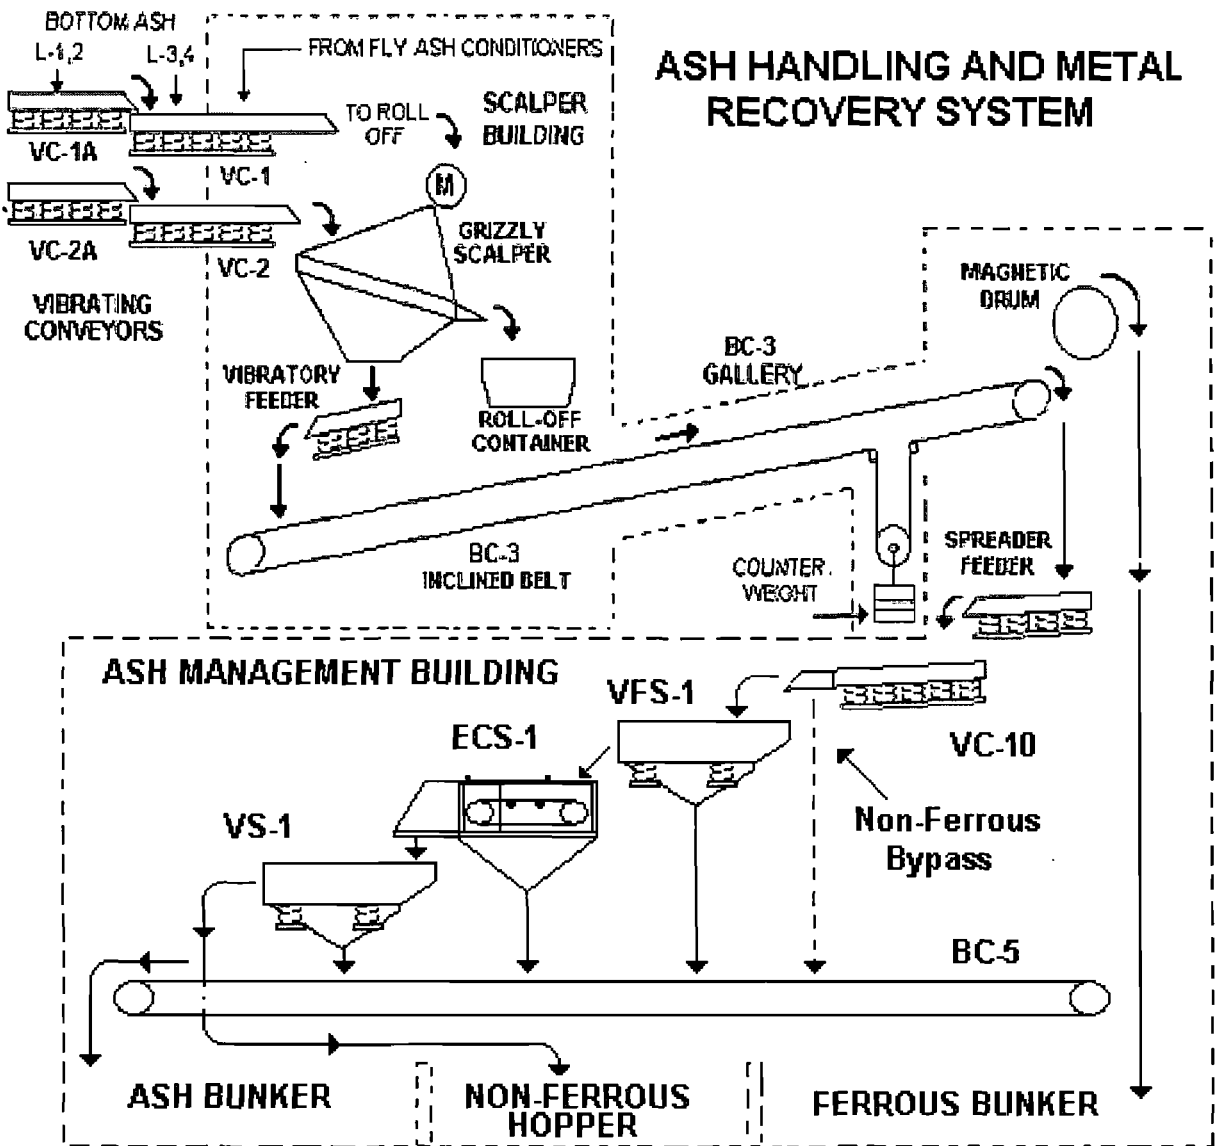 BOTTOM ASH
L-1,2
L-3,4
FROM FLY ASH CONDITIONERS
ASH HANDLING AND METAL
RECOVERY SYSTEM
TO ROLL
OFF
SCALPER
BUILDING
VC-1A
VC-1
M
VC-2A
VC-2
GRIZZLY
SCALPER
VIBRATING
CONVEYORS
MAGNETIC
DRUM
BC-3
GALLERY
VIBRATORY
FEEDER
ROLL-OFF
CONTAINER
BC-3
INCLINED BELT
COUNTER
WEIGHT
SPREADER
FEEDER
ASH MANAGEMENT BUILDING
VFS-1
ECS-1
VC-10
VS-1
Non-Ferrous
Bypass
BC-5
ASH BUNKER
NON-FERROUS
HOPPER
FERROUS BUNKER